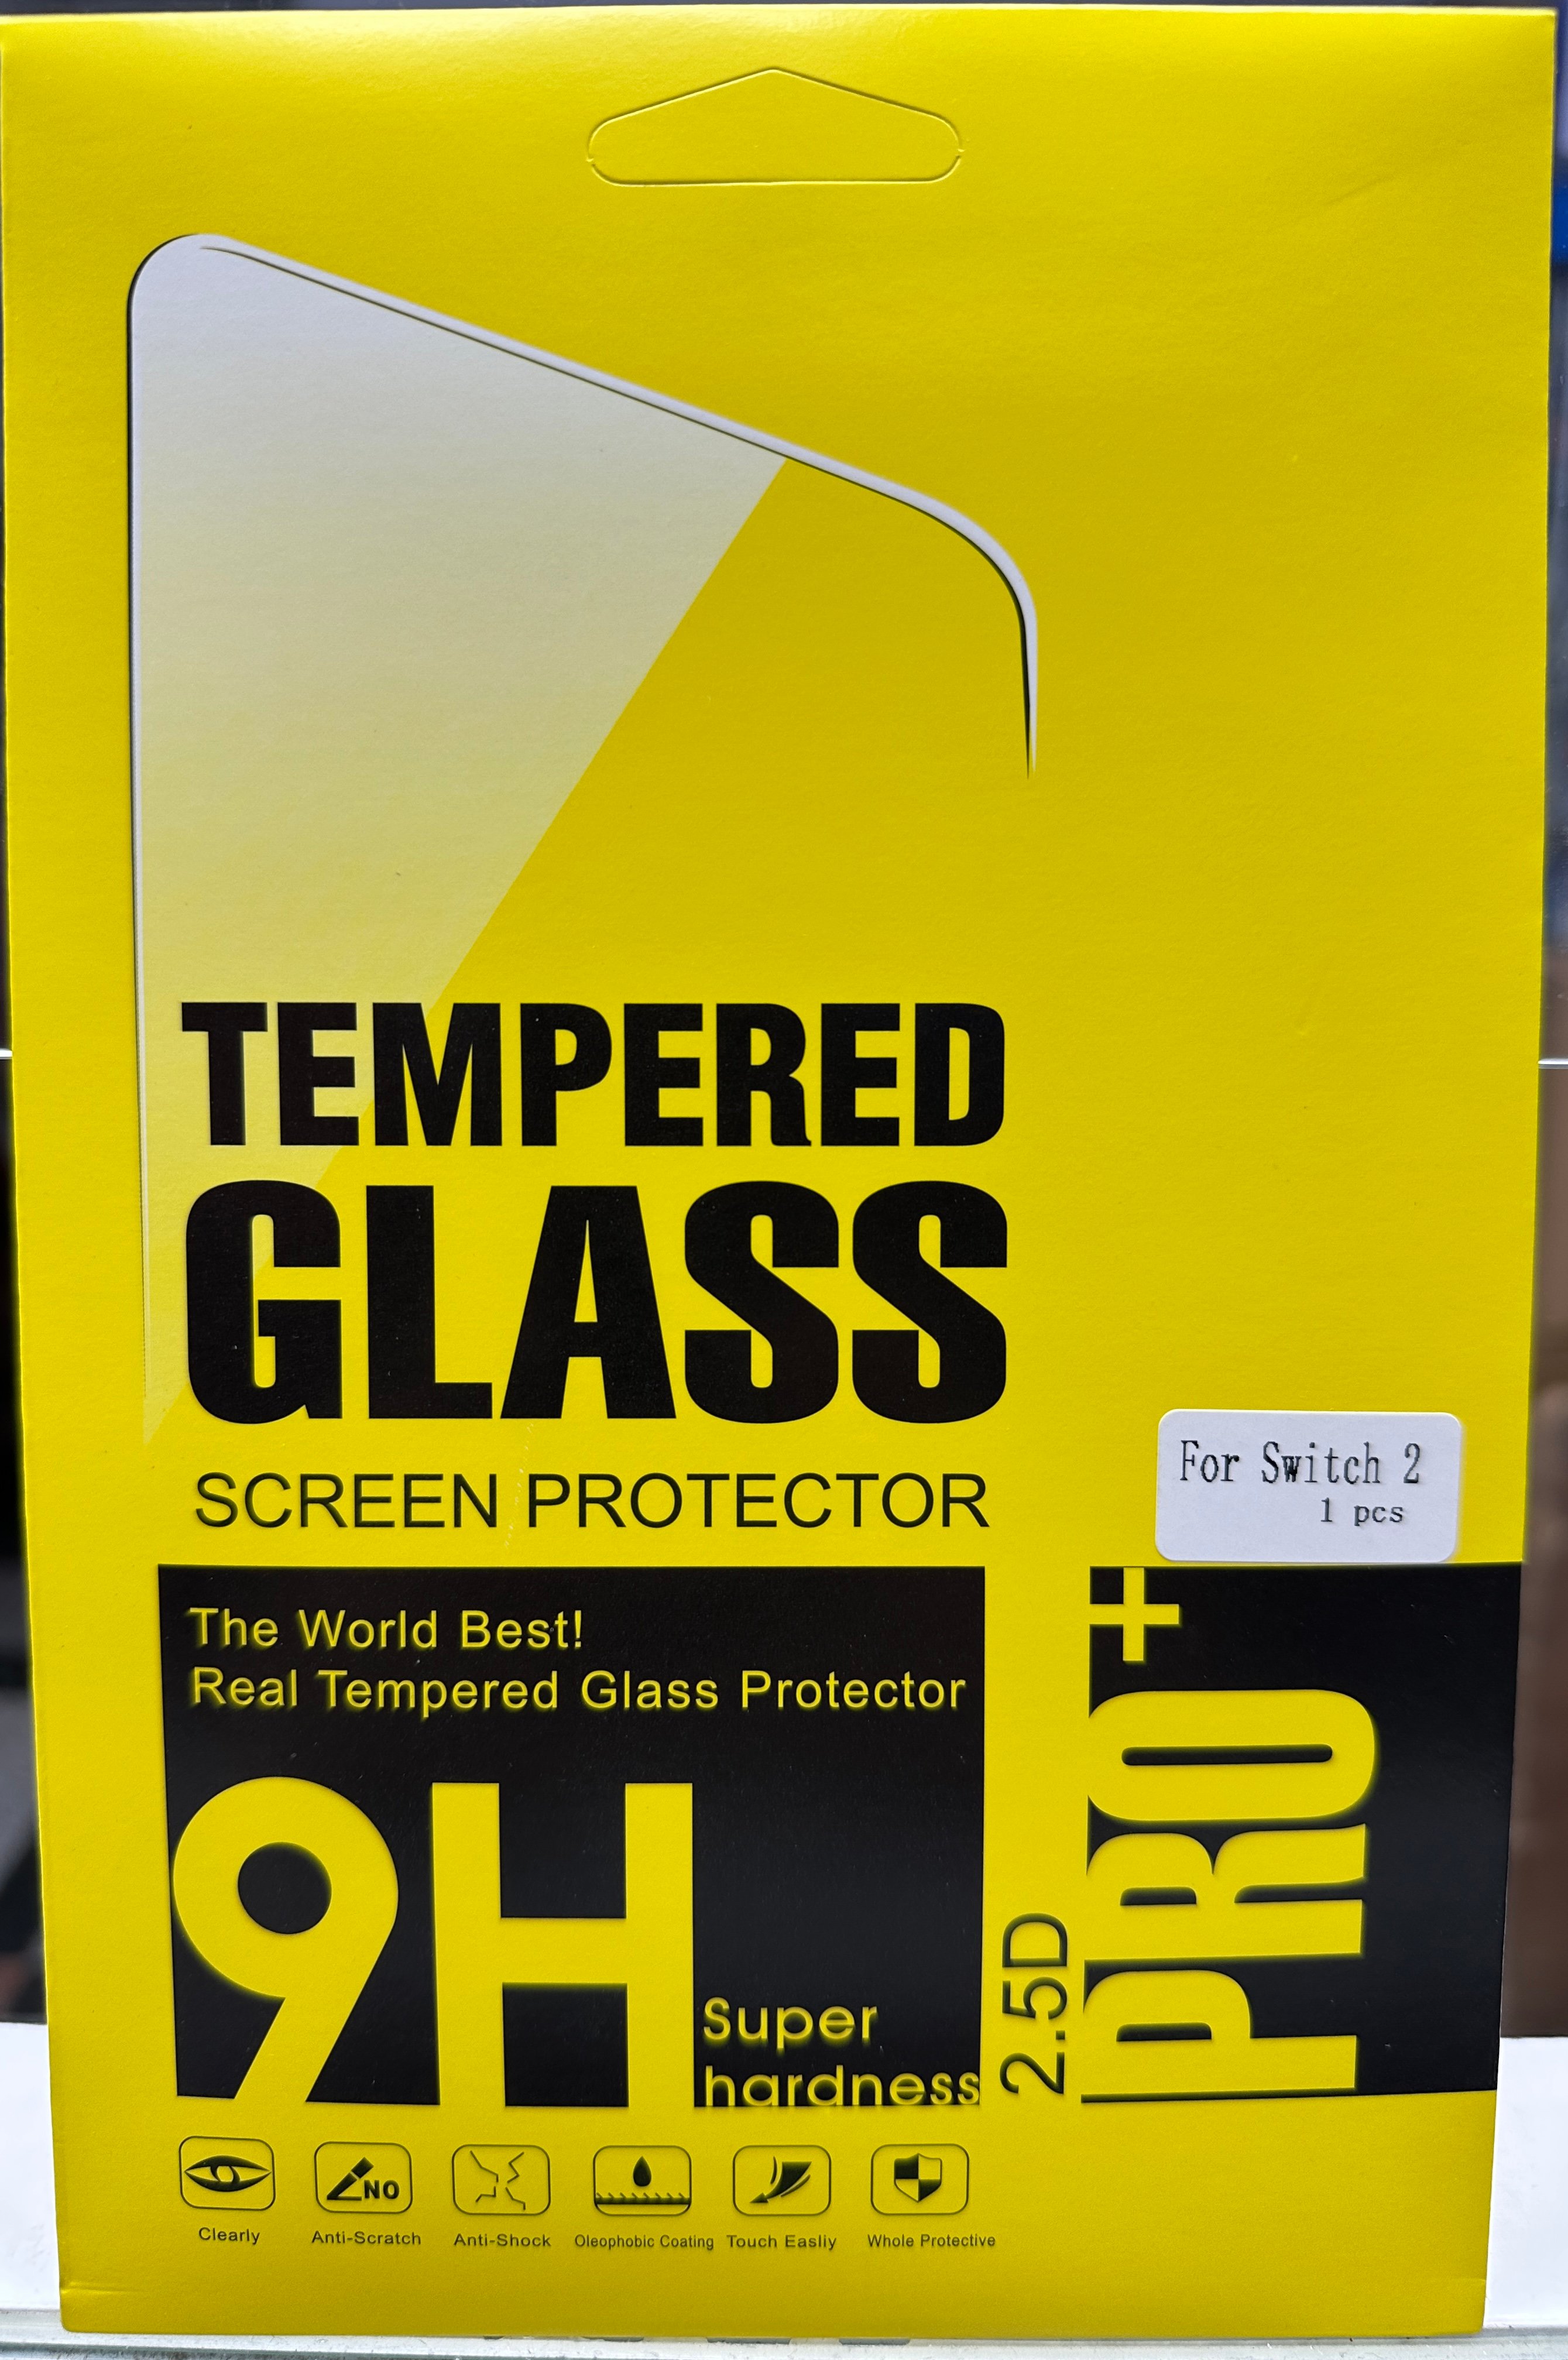 TEMPERED
GLASS
SCREEN PROTECTOR
For Switch 2
1 pcs
The World Best!
Real Tempered Glass Protector
9H
Super
hardness
2.5D
PRO+
NO
Clearly
Anti-Scratch
Anti-Shock
Oleophobic Coating
Touch Easliy
Whole Protective